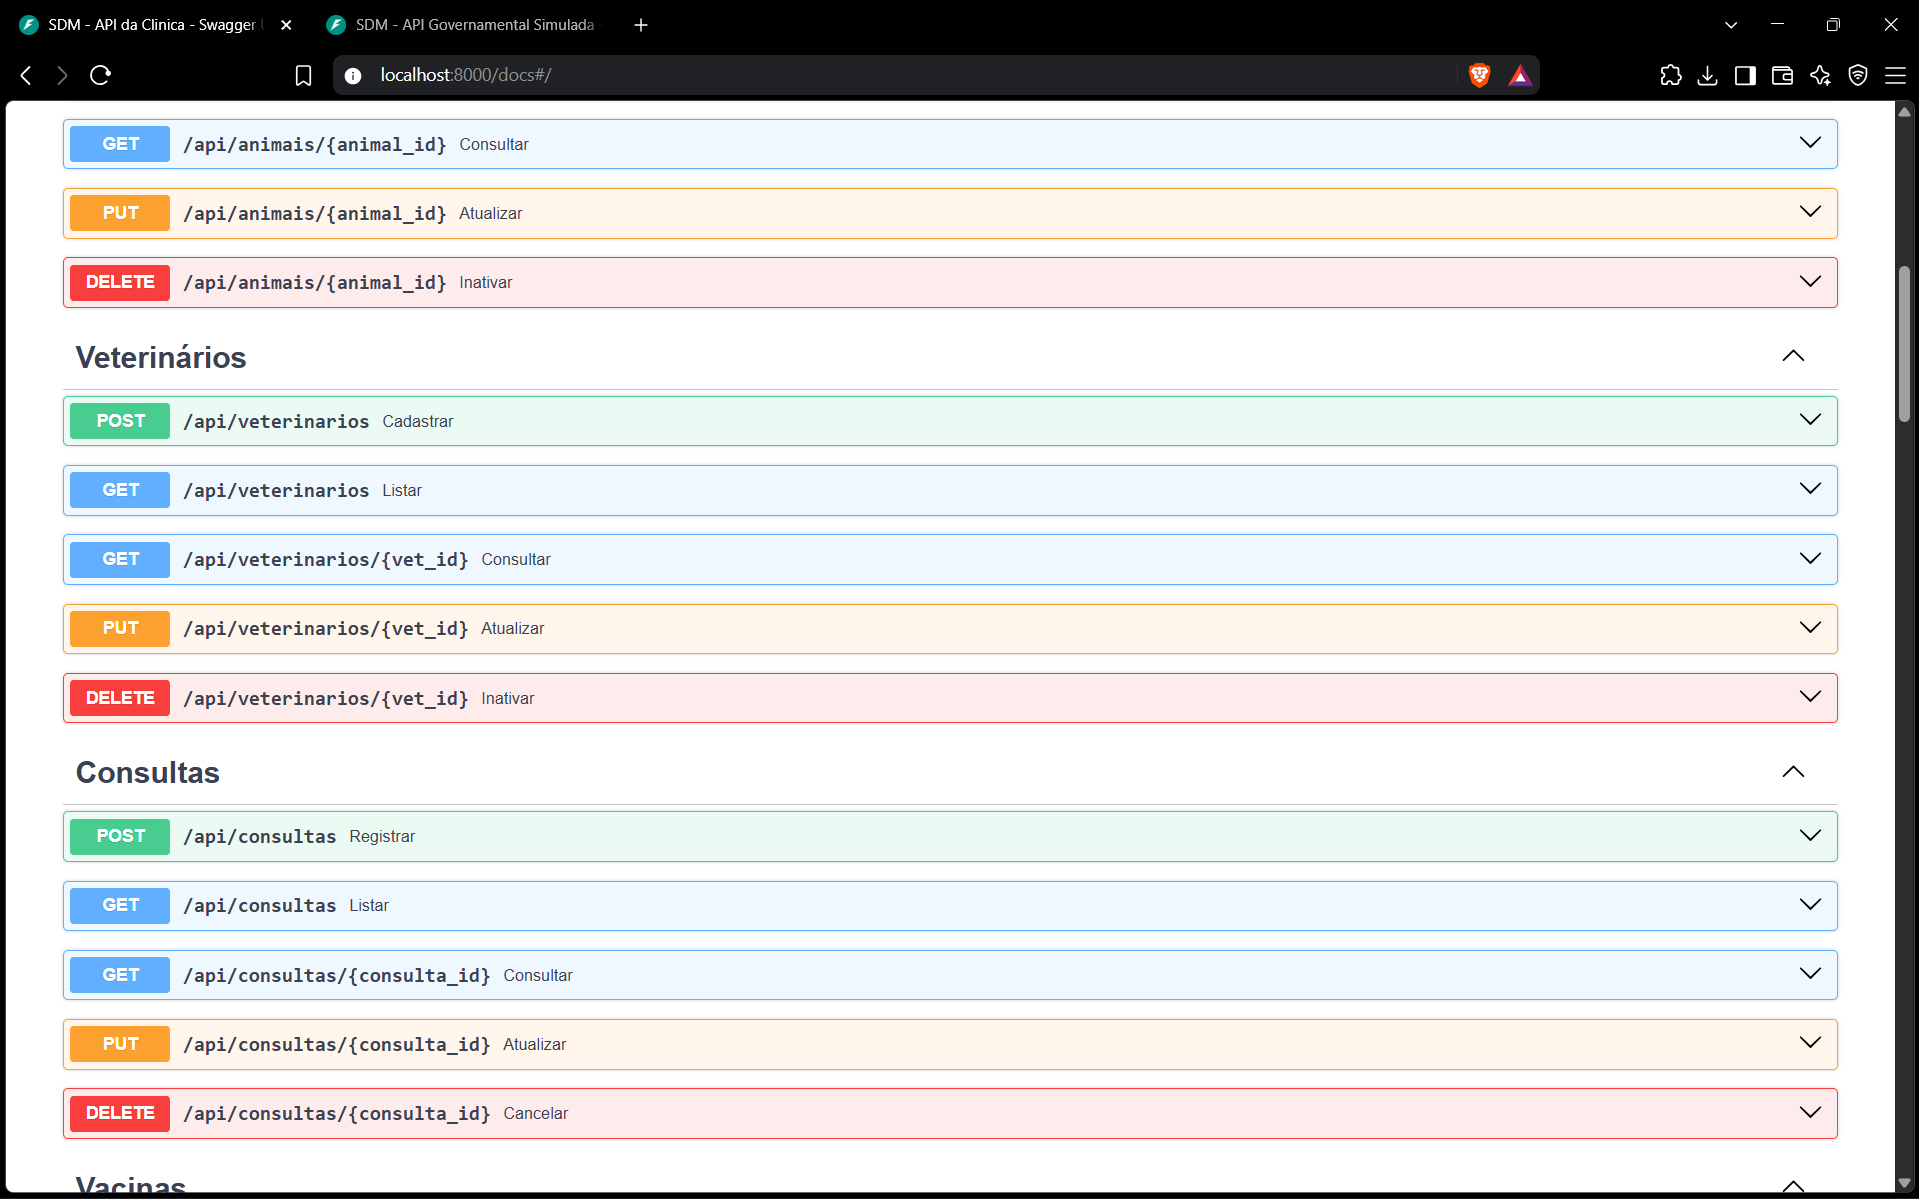 SDM - API da Clinica - Swagger
SDM - API Governamental Simulada
localhost:8000/docs#/
GET /api/animais/{animal_id} Consultar
PUT /api/animais/{animal_id} Atualizar
DELETE /api/animais/{animal_id} Inativar
Veterinários
POST /api/veterinarios Cadastrar
GET /api/veterinarios Listar
GET /api/veterinarios/{vet_id} Consultar
PUT /api/veterinarios/{vet_id} Atualizar
DELETE /api/veterinarios/{vet_id} Inativar
Consultas
POST /api/consultas Registrar
GET /api/consultas Listar
GET /api/consultas/{consulta_id} Consultar
PUT /api/consultas/{consulta_id} Atualizar
DELETE /api/consultas/{consulta_id} Cancelar
Vacinas